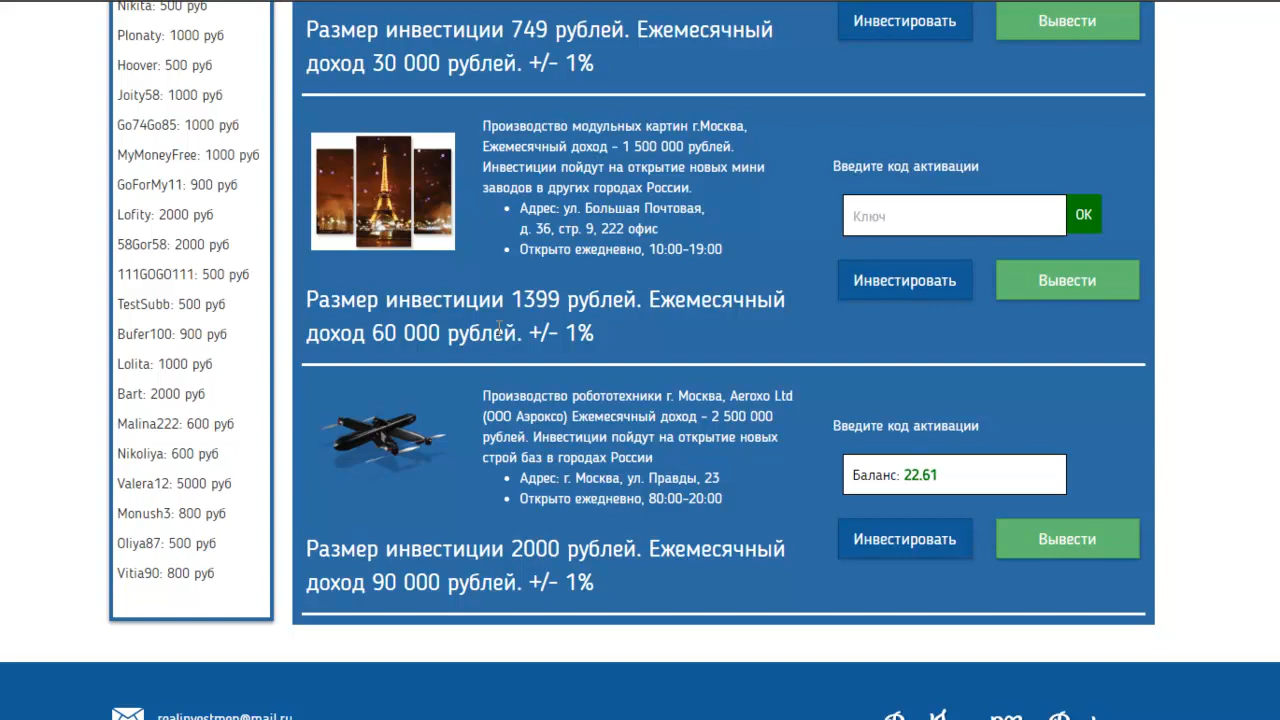 Nikita: 500 руб
Plonaty: 1000 руб
Hoover: 500 руб
Joity58: 1000 руб
Go74Go85: 1000 руб
MyMoneyFree: 1000 руб
GoForMy11: 900 руб
Lofity: 2000 руб
58Gor58: 2000 руб
111GOGO111: 500 руб
TestSubb: 500 руб
Bufer100: 900 руб
Lolita: 1000 руб
Bart: 2000 руб
Malina222: 600 руб
Nikoliya: 600 руб
Valera12: 5000 руб
Monush3: 800 руб
Oliya87: 500 руб
Vitia90: 800 руб
Размер инвестиции 749 рублей. Ежемесячный
доход 30 000 рублей. +/- 1%
Инвестировать
Вывести
Производство модульных картин г.Москва,
Ежемесячный доход - 1 500 000 рублей.
Инвестиции пойдут на открытие новых мини
заводов в других городах России.
• Адрес: ул. Большая Почтовая,
д. 36, стр. 9, 222 офис
• Открыто ежедневно, 10:00-19:00
Введите код активации
Ключ
OK
Инвестировать
Вывести
Размер инвестиции 1399 рублей. Ежемесячный
доход 60 000 рублей. +/- 1%
Производство робототехники г. Москва, Aeroxo Ltd
(ООО Аэроксо) Ежемесячный доход - 2 500 000
рублей. Инвестиции пойдут на открытие новых
строй баз в городах России
• Адрес: г. Москва, ул. Правды, 23
• Открыто ежедневно, 80:00-20:00
Введите код активации
Баланс: 22.61
Инвестировать
Вывести
Размер инвестиции 2000 рублей. Ежемесячный
доход 90 000 рублей. +/- 1%
realinvestmen@mail.ru